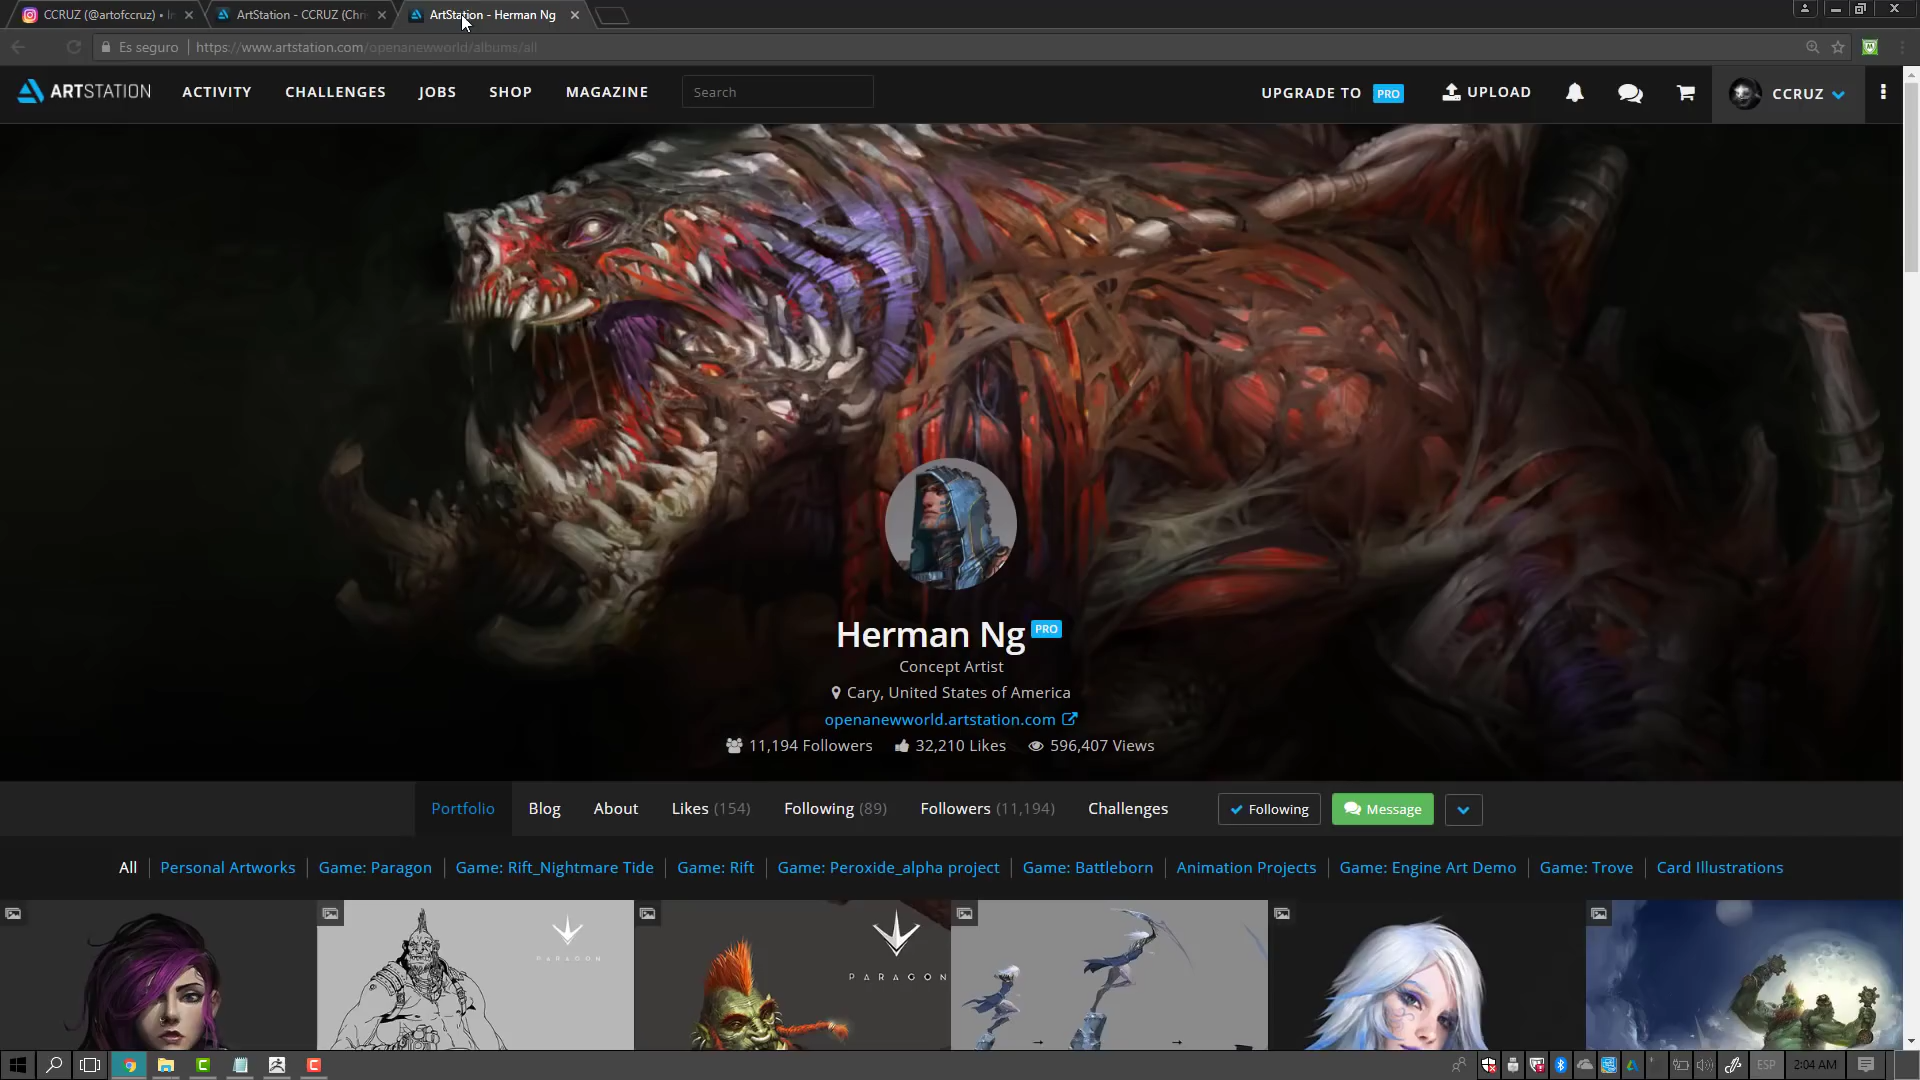 CCRUZ (@artofccruz) • In
ArtStation - CCRUZ (Chri
ArtStation - Herman Ng
Es seguro https://www.artstation.com/openanewworld/albums/all
ARTSTATION ACTIVITY CHALLENGES JOBS SHOP MAGAZINE Search UPGRADE TO PRO UPLOAD CCRUZ
Herman Ng PRO
Concept Artist
Cary, United States of America
openanewworld.artstation.com
11,194 Followers 32,210 Likes 596,407 Views
Portfolio Blog About Likes (154) Following (89) Followers (11,194) Challenges Following Message
All Personal Artworks Game: Paragon Game: Rift_Nightmare Tide Game: Rift Game: Peroxide_alpha project Game: Battleborn Animation Projects Game: Engine Art Demo Game: Trove Card Illustrations
PARAGON
PARAGON
ESP 2:04 AM